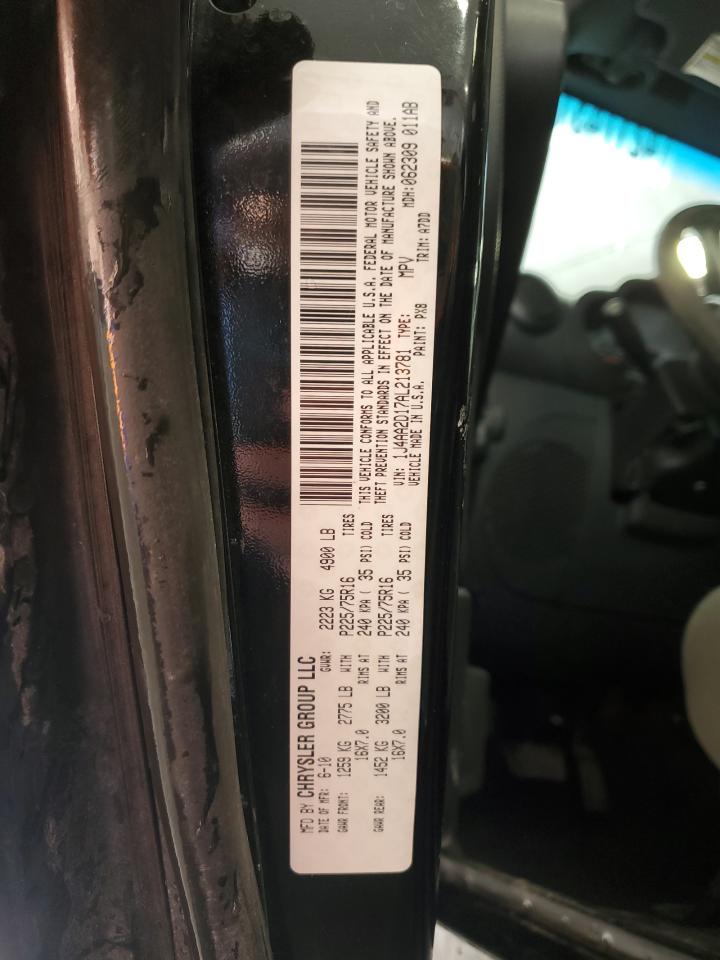 MFD BY CHRYSLER GROUP LLC
DATE OF MFR: 6-10 GVWR: 2223 KG 4900 LB
GAWR FRONT: 1259 KG 2775 LB WITH P225/75R16 TIRES
16X7.0 RIMS AT 240 KPA ( 35 PSI) COLD
GAWR REAR: 1452 KG 3200 LB WITH P225/75R16 TIRES
16X7.0 RIMS AT 240 KPA ( 35 PSI) COLD
THIS VEHICLE CONFORMS TO ALL APPLICABLE U.S.A. FEDERAL MOTOR VEHICLE SAFETY AND
THEFT PREVENTION STANDARDS IN EFFECT ON THE DATE OF MANUFACTURE SHOWN ABOVE.
VIN: 1J4AA2D17AL213781 TYPE: MPV MDH:062309 011AB
VEHICLE MADE IN U.S.A. PAINT: PX8 TRIM: A7DD